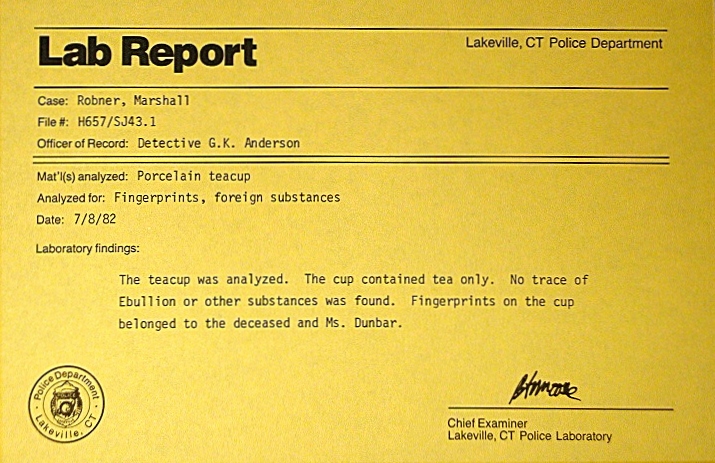 Lab Report
Lakeville, CT Police Department
Case: Robner, Marshall
File #: H657/SJ43.1
Officer of Record: Detective G.K. Anderson
Mat'l(s) analyzed: Porcelain teacup
Analyzed for: Fingerprints, foreign substances
Date: 7/8/82
Laboratory findings:
The teacup was analyzed. The cup contained tea only. No trace of
Ebullion or other substances was found. Fingerprints on the cup
belonged to the deceased and Ms. Dunbar.
Police Department
Lakeville, CT.
Chief Examiner
Lakeville, CT Police Laboratory